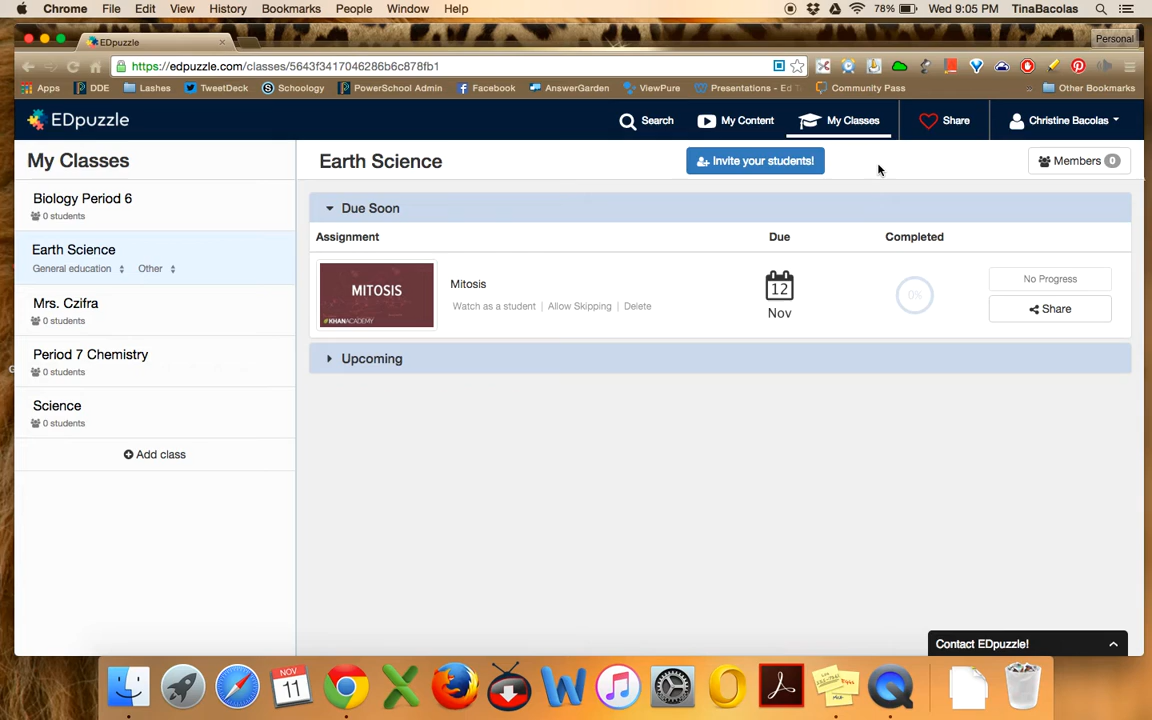 Chrome File Edit View History Bookmarks People Window Help 78% Wed 9:05 PM TinaBacolas
EDpuzzle Personal
https://edpuzzle.com/classes/5643f3417046286b6c878fb1
Apps DDE Lashes TweetDeck Schoology PowerSchool Admin Facebook AnswerGarden ViewPure Presentations - Ed T Community Pass » Other Bookmarks
EDpuzzle Search My Content My Classes Share Christine Bacolas
My Classes Earth Science Invite your students! Members 0
Biology Period 6
0 students
Due Soon
Assignment Due Completed
Earth Science
General education Other
MITOSIS
KHANACADEMY
Mitosis
Watch as a student | Allow Skipping | Delete
12
Nov
0%
No Progress
Share
Mrs. Czifra
0 students
Upcoming
Period 7 Chemistry
0 students
Science
0 students
Add class
Contact EDpuzzle!
NOV
11